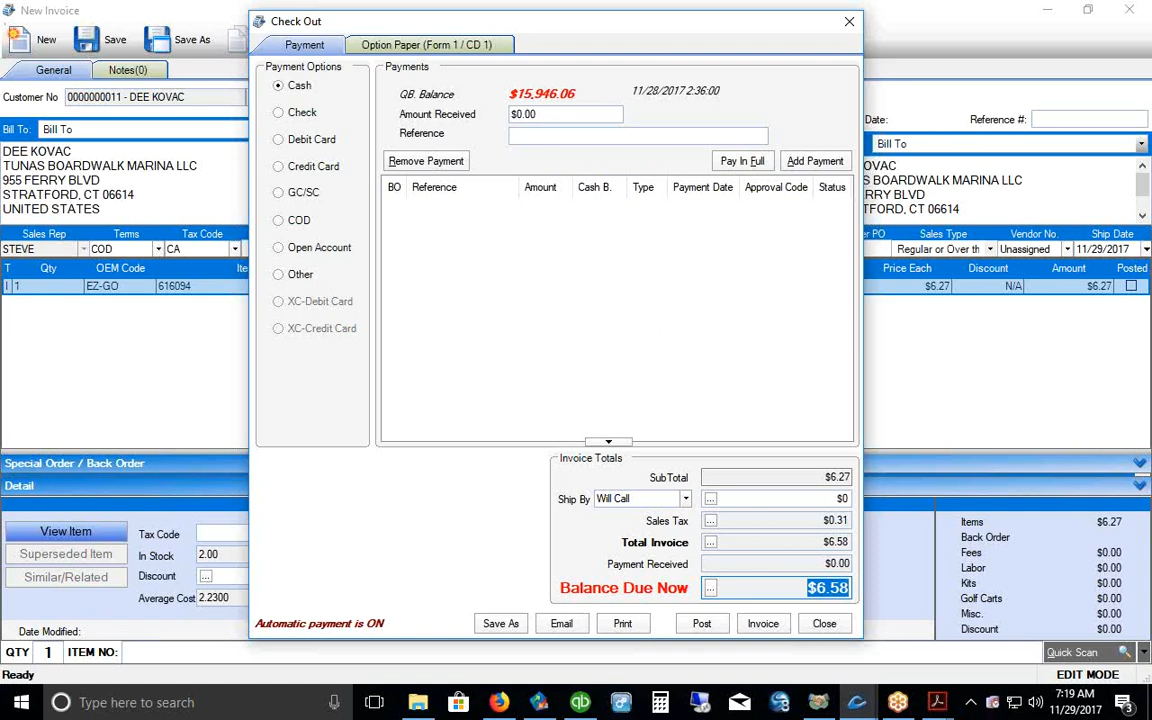 New Invoice
New
Save
Save As
General
Notes(0)
Customer No
0000000011 - DEE KOVAC
Bill To:
Bill To
DEE KOVAC
TUNAS BOARDWALK MARINA LLC
955 FERRY BLVD
STRATFORD, CT 06614
UNITED STATES
Sales Rep
Terms
Tax Code
STEVE
COD
CA
T
Qty
OEM Code
I
1
EZ-GO
616094
Check Out
Payment
Option Paper (Form 1 / CD 1)
Payment Options
Cash
Check
Debit Card
Credit Card
GC/SC
COD
Open Account
Other
XC-Debit Card
XC-Credit Card
Payments
QB. Balance
$15,946.06
11/28/2017 2:36:00
Amount Received
$0.00
Reference
Remove Payment
Pay In Full
Add Payment
BO
Reference
Amount
Cash B.
Type
Payment Date
Approval Code
Status
Invoice Totals
SubTotal
$6.27
Ship By
Will Call
...
$0
Sales Tax
...
$0.31
Total Invoice
...
$6.58
Payment Received
$0.00
Balance Due Now
...
$6.58
Automatic payment is ON
Save As
Email
Print
Post
Invoice
Close
Date:
Reference #:
Bill To
OVAC
S BOARDWALK MARINA LLC
RRY BLVD
FORD, CT 06614
PO
Sales Type
Vendor No.
Ship Date
Regular or Over th
Unassigned
11/29/2017
Price Each
Discount
Amount
Posted
$6.27
N/A
$6.27
Special Order / Back Order
Detail
View Item
Superseded Item
Similar/Related
Tax Code
In Stock
2.00
Discount
...
Average Cost
2.2300
Date Modified:
Items
$6.27
Back Order
Fees
$0.00
Labor
$0.00
Kits
$0.00
Golf Carts
$0.00
Misc.
$0.00
Discount
$0.00
QTY
1
ITEM NO:
Quick Scan
Ready
EDIT MODE
Type here to search
7:19 AM
11/29/2017
3